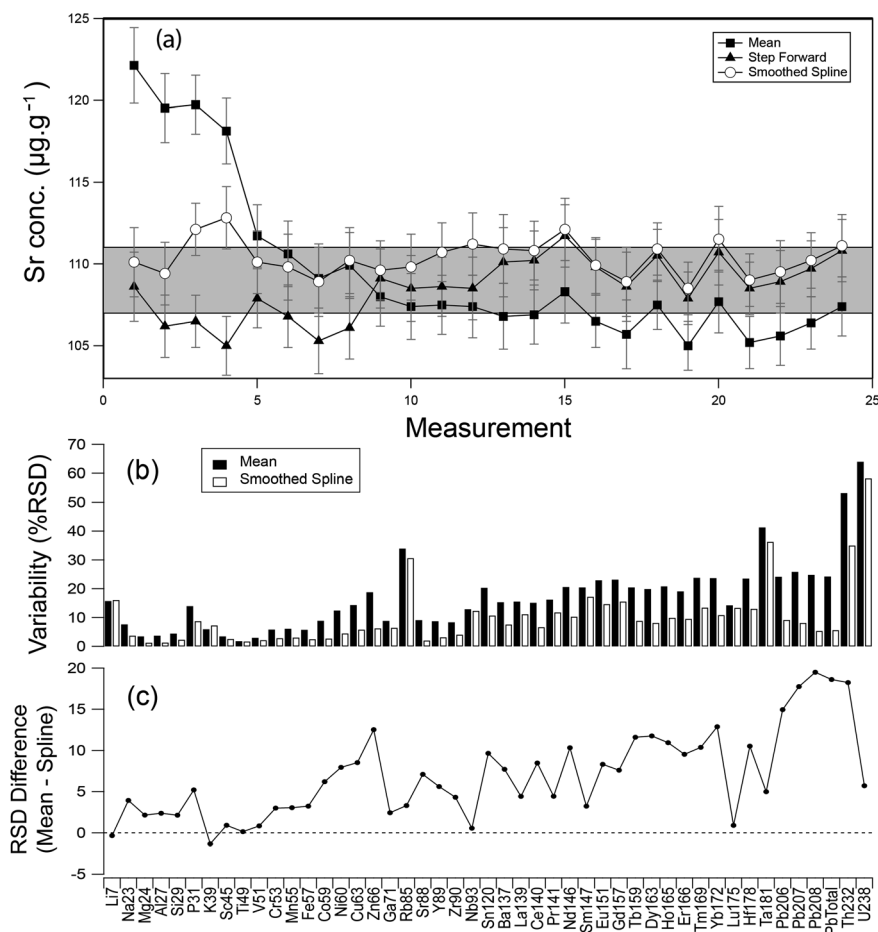 (a)
Mean
Step Forward
Smoothed Spline
Sr conc. (µg.g⁻¹)
125
120
115
110
105
0 5 10 15 20 25
Measurement
(b)
Mean
Smoothed Spline
Variability (%RSD)
70
60
50
40
30
20
10
0
(c)
RSD Difference
(Mean - Spline)
20
15
10
5
0
-5
Li7
Na23
Mg24
Al27
Si29
P31
K39
Sc45
Ti49
V51
Cr53
Mn55
Fe57
Co59
Ni60
Cu63
Zn66
Ga71
Rb85
Sr88
Y89
Zr90
Nb93
Sn120
Ba137
La139
Ce140
Pr141
Nd146
Sm147
Eu151
Gd157
Tb159
Dy163
Ho165
Er166
Tm169
Yb172
Lu175
Hf178
Ta181
Pb206
Pb207
Pb208
PbTotal
Th232
U238